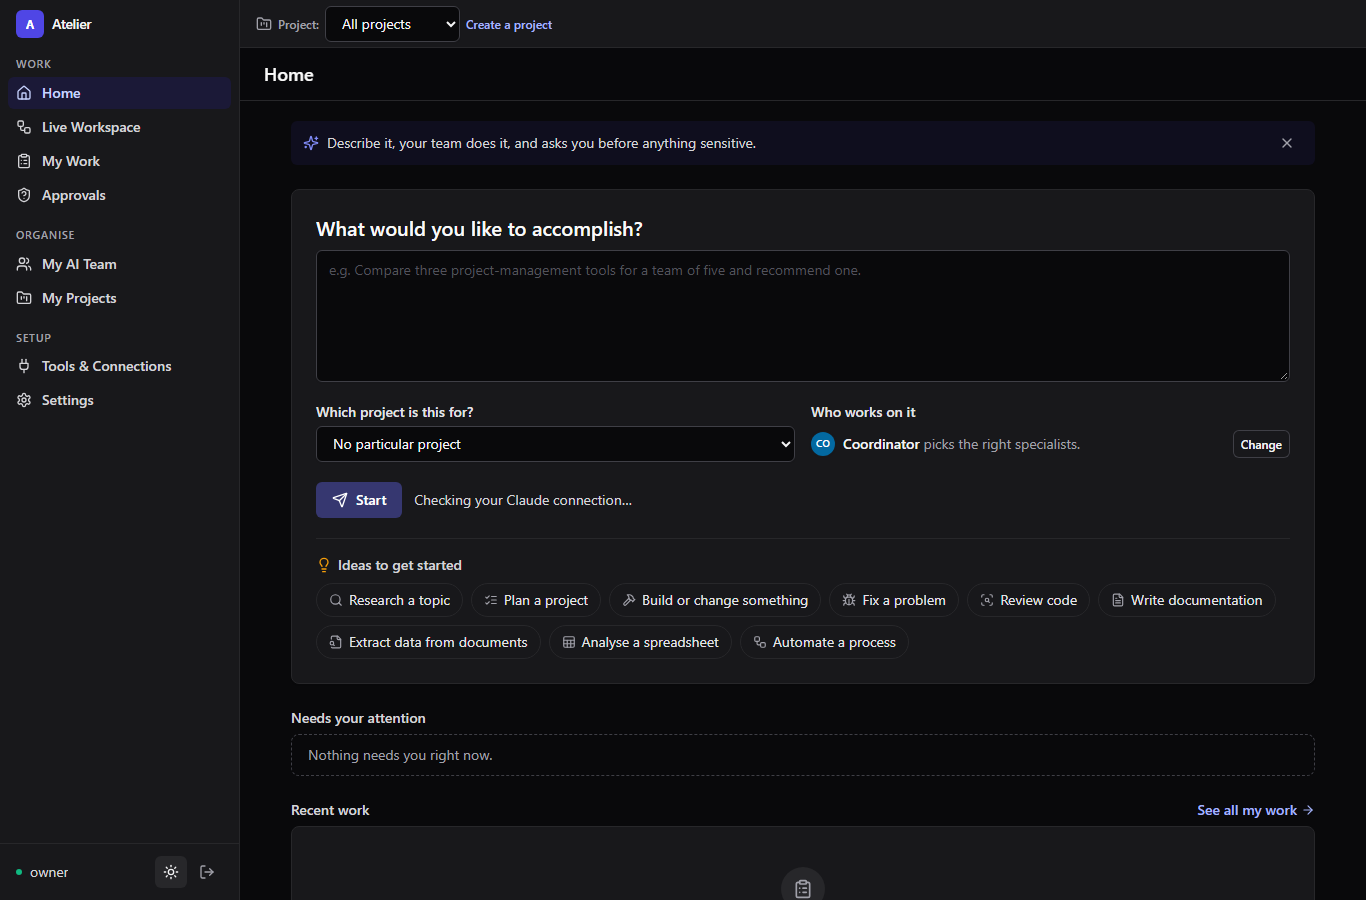 A Atelier
WORK
Home
Live Workspace
My Work
Approvals
ORGANISE
My AI Team
My Projects
SETUP
Tools & Connections
Settings
owner
Project: All projects Create a project
Home
Describe it, your team does it, and asks you before anything sensitive.
What would you like to accomplish?
e.g. Compare three project-management tools for a team of five and recommend one.
Which project is this for?
No particular project
Who works on it
CO Coordinator picks the right specialists. Change
Start Checking your Claude connection...
Ideas to get started
Research a topic Plan a project Build or change something Fix a problem Review code Write documentation
Extract data from documents Analyse a spreadsheet Automate a process
Needs your attention
Nothing needs you right now.
Recent work See all my work